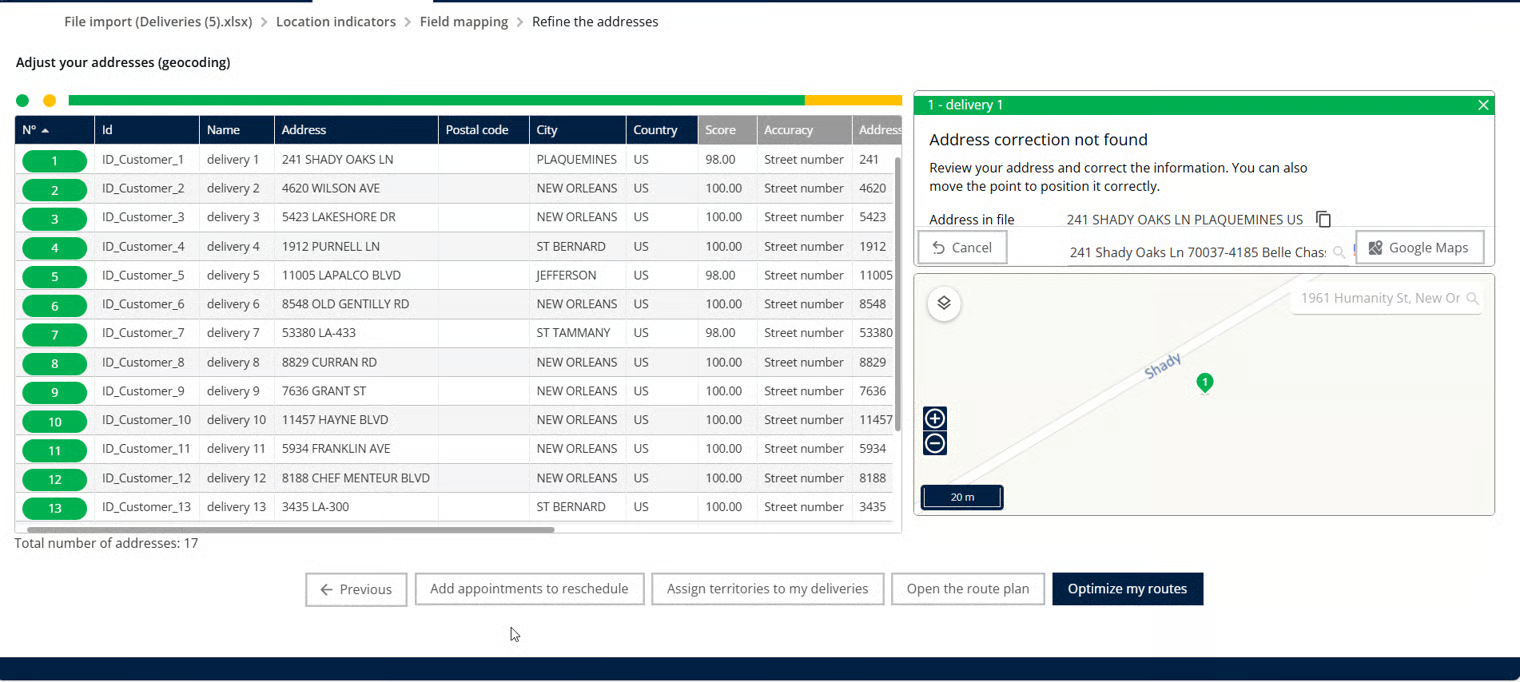 File import (Deliveries (5).xlsx) > Location indicators > Field mapping > Refine the addresses
Adjust your addresses (geocoding)
Nº Id Name Address Postal code City Country Score Accuracy Address
1 ID_Customer_1 delivery 1 241 SHADY OAKS LN PLAQUEMINES US 98.00 Street number 241
2 ID_Customer_2 delivery 2 4620 WILSON AVE NEW ORLEANS US 100.00 Street number 4620
3 ID_Customer_3 delivery 3 5423 LAKESHORE DR NEW ORLEANS US 100.00 Street number 5423
4 ID_Customer_4 delivery 4 1912 PURNELL LN ST BERNARD US 100.00 Street number 1912
5 ID_Customer_5 delivery 5 11005 LAPALCO BLVD JEFFERSON US 98.00 Street number 11005
6 ID_Customer_6 delivery 6 8548 OLD GENTILLY RD NEW ORLEANS US 100.00 Street number 8548
7 ID_Customer_7 delivery 7 53380 LA-433 ST TAMMANY US 98.00 Street number 53380
8 ID_Customer_8 delivery 8 8829 CURRAN RD NEW ORLEANS US 100.00 Street number 8829
9 ID_Customer_9 delivery 9 7636 GRANT ST NEW ORLEANS US 100.00 Street number 7636
10 ID_Customer_10 delivery 10 11457 HAYNE BLVD NEW ORLEANS US 100.00 Street number 11457
11 ID_Customer_11 delivery 11 5934 FRANKLIN AVE NEW ORLEANS US 100.00 Street number 5934
12 ID_Customer_12 delivery 12 8188 CHEF MENTEUR BLVD NEW ORLEANS US 100.00 Street number 8188
13 ID_Customer_13 delivery 13 3435 LA-300 ST BERNARD US 100.00 Street number 3435
Total number of addresses: 17
1 - delivery 1
Address correction not found
Review your address and correct the information. You can also
move the point to position it correctly.
Address in file 241 SHADY OAKS LN PLAQUEMINES US
Cancel 241 Shady Oaks Ln 70037-4185 Belle Chas Google Maps
1961 Humanity St, New Or
Shady
1
20 m
Previous Add appointments to reschedule Assign territories to my deliveries Open the route plan Optimize my routes